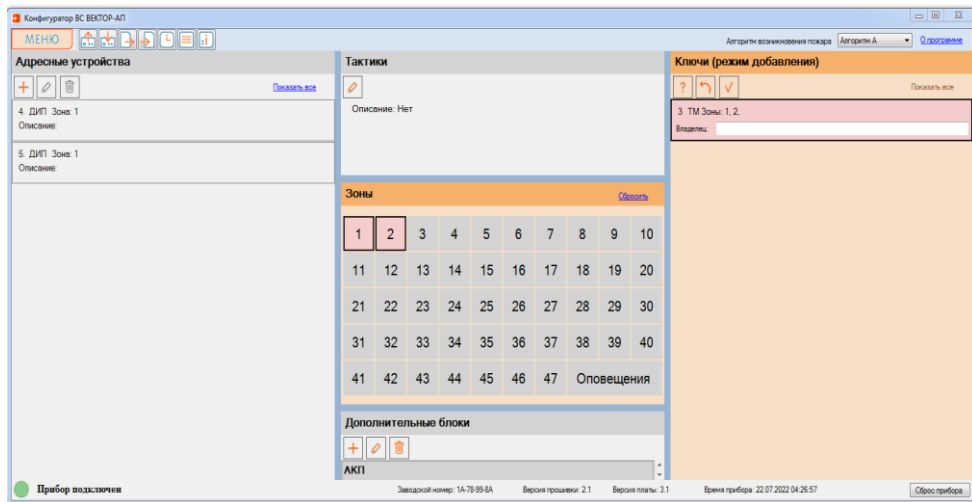 Конфигуратор ВС ВЕКТОР-АП
МЕНЮ
Алгоритм возникновения пожара Алгоритм А О программе
Адресные устройства
Показать все
4. ДИП Зона: 1
Описание:
5. ДИП Зона: 1
Описание:
Тактики
Описание: Нет
Зоны Сбросить
1 2 3 4 5 6 7 8 9 10
11 12 13 14 15 16 17 18 19 20
21 22 23 24 25 26 27 28 29 30
31 32 33 34 35 36 37 38 39 40
41 42 43 44 45 46 47 Оповещения
Дополнительные блоки
АКП
Ключи (режим добавления)
? Показать все
3 ТМ Зоны: 1, 2,
Владелец:
Прибор подключен Заводской номер: 1A-78-99-8A Версия прошивки: 2.1 Версия платы: 3.1 Время прибора: 22.07.2022 04:26:57 Сброс прибора